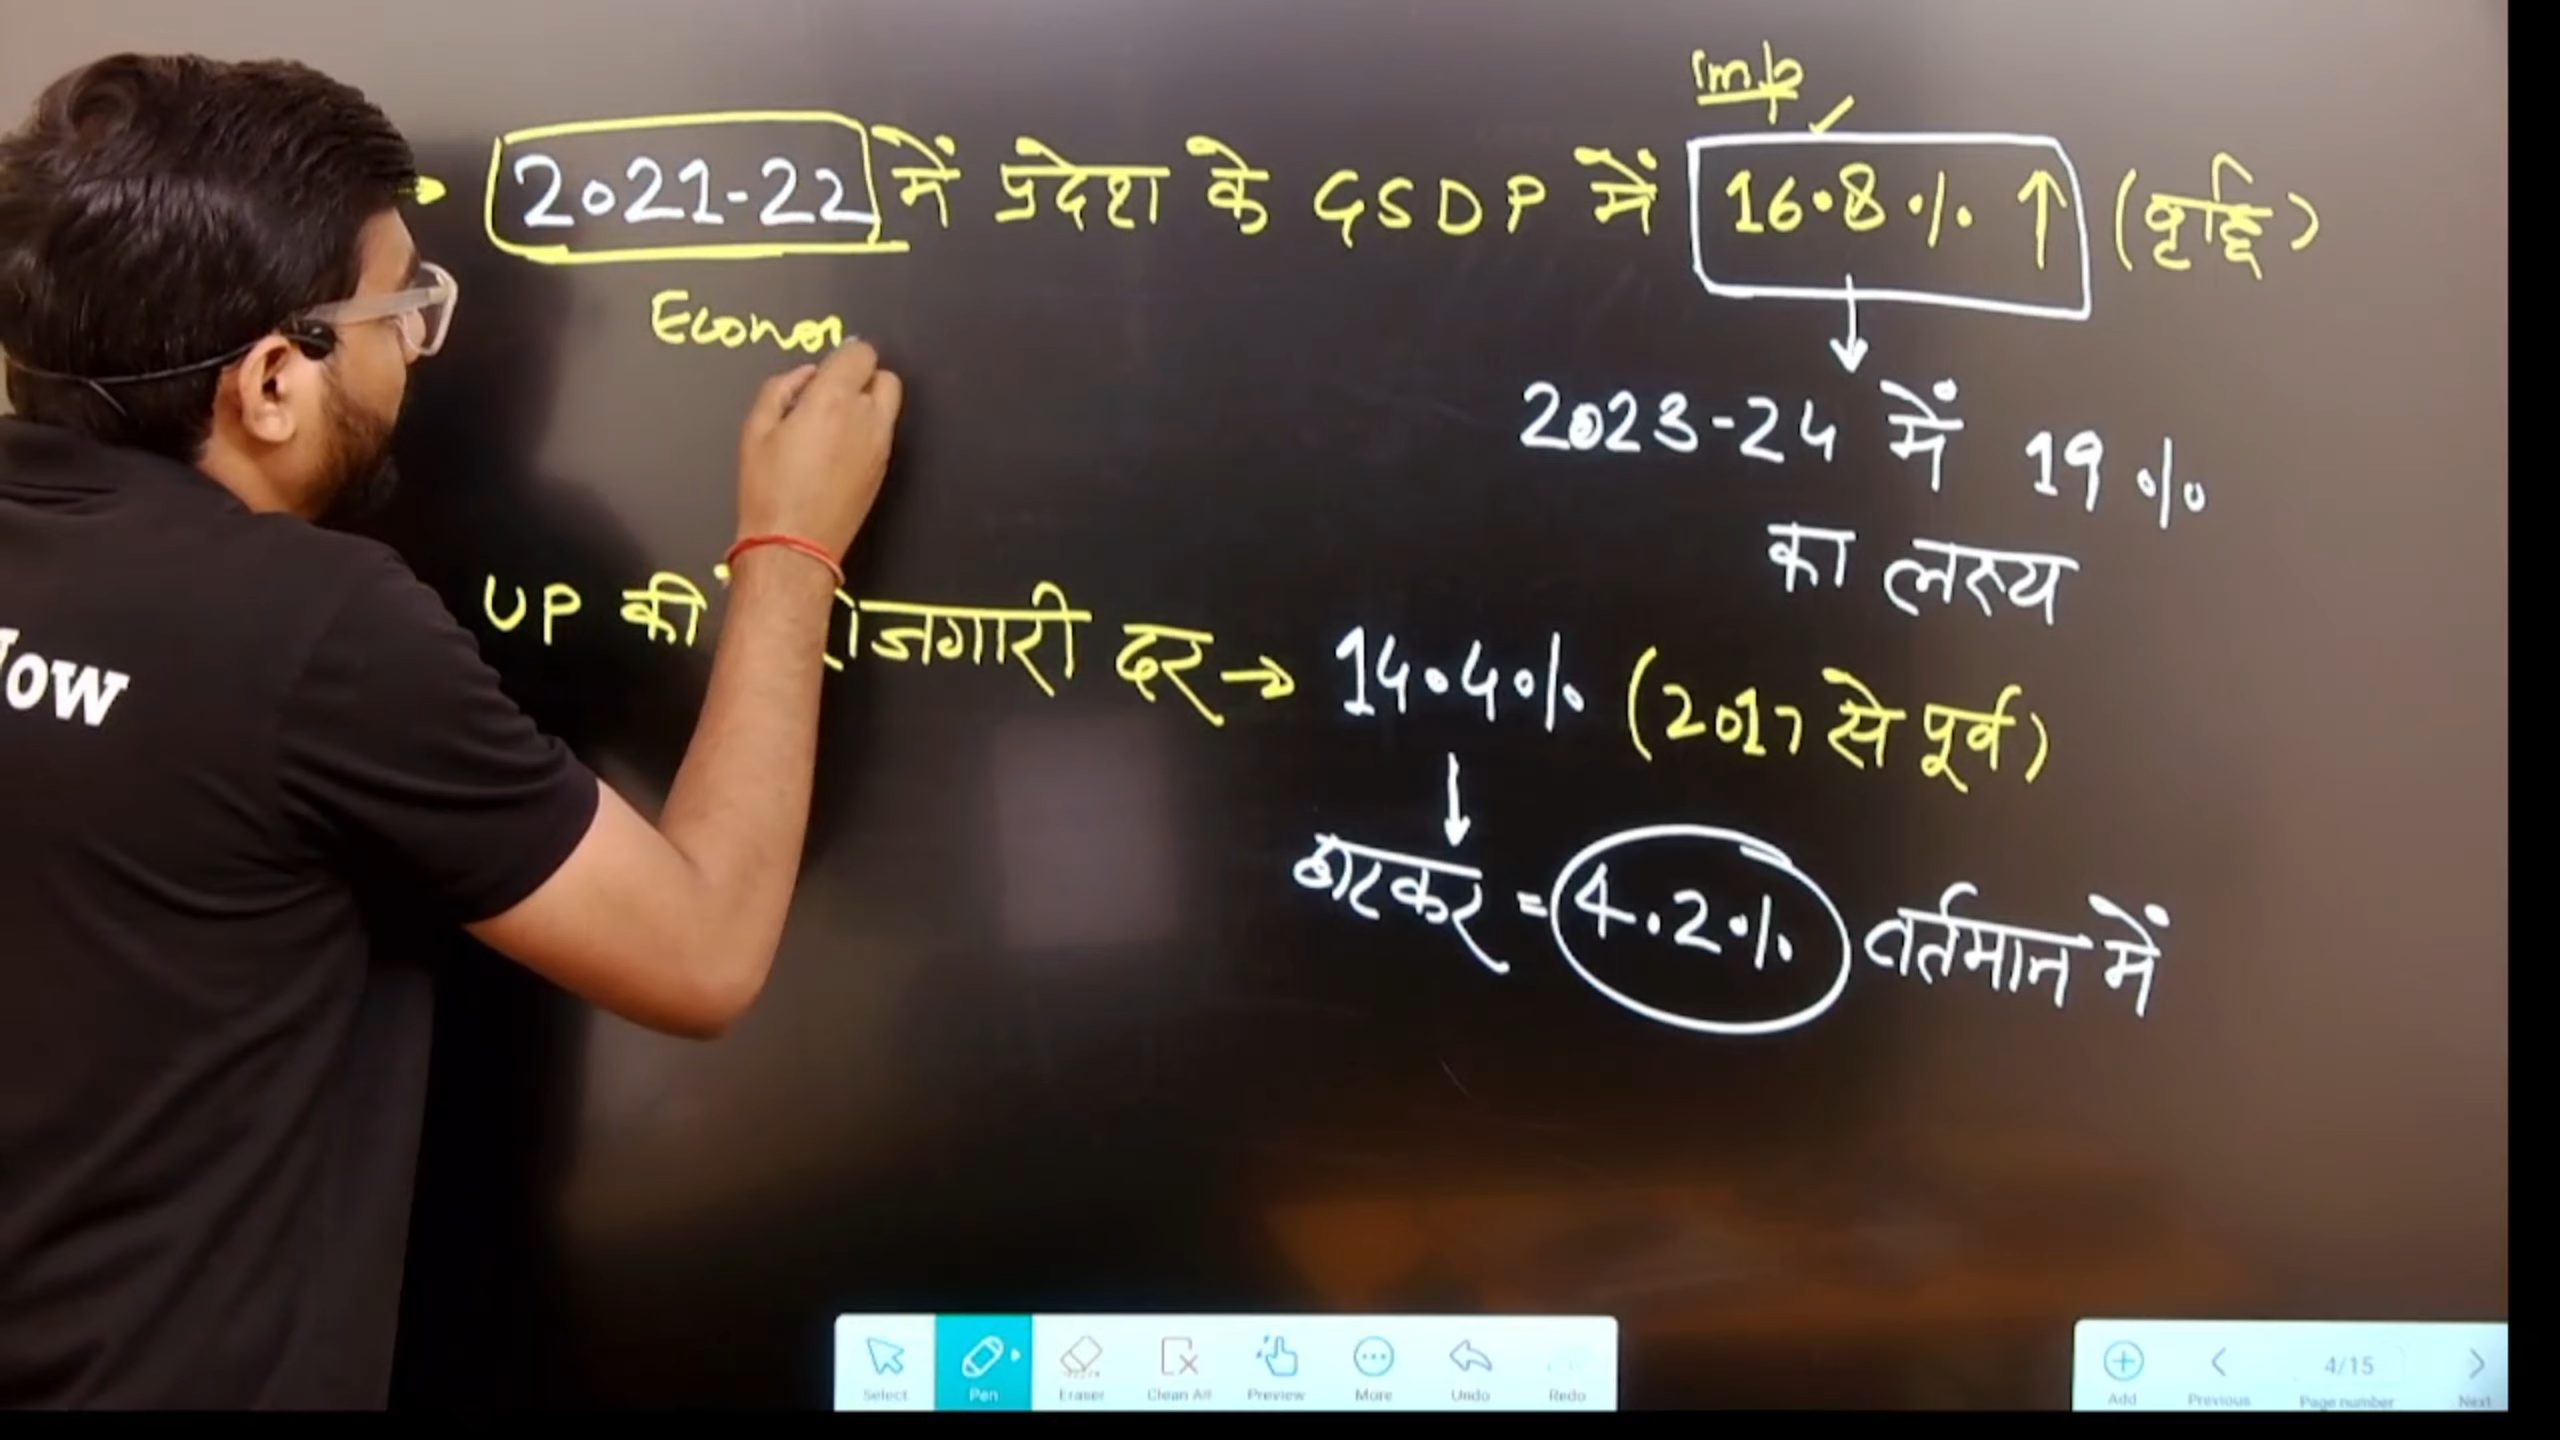 Imp
2021-22 में प्रदेश के GSDP में 16.8% ↑ (वृद्धि)
Econom
2023-24 में 19%
का लक्ष्य
UP की रोजगारी दर → 14.4% (2017 से पूर्व)
घटकर = 4.2% वर्तमान में
ow
Select Pen Eraser Clean All Preview More Undo Redo
Add Previous 4/15 Page number Next